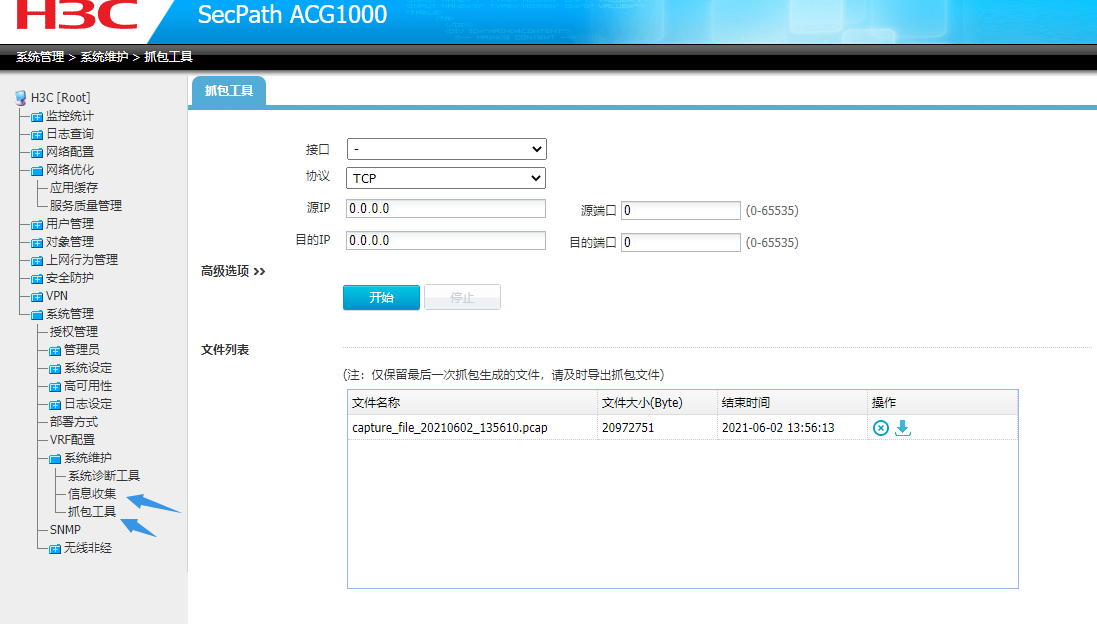 H3C SecPath ACG1000
系统管理 > 系统维护 > 抓包工具
H3C [Root]
监控统计
日志查询
网络配置
网络优化
应用缓存
服务质量管理
用户管理
对象管理
上网行为管理
安全防护
VPN
系统管理
授权管理
管理员
系统设定
高可用性
日志设定
部署方式
VRF配置
系统维护
系统诊断工具
信息收集
抓包工具
SNMP
无线非经
抓包工具
接口 -
协议 TCP
源IP 0.0.0.0 源端口 0 (0-65535)
目的IP 0.0.0.0 目的端口 0 (0-65535)
高级选项 >>
开始 停止
文件列表
(注：仅保留最后一次抓包生成的文件，请及时导出抓包文件)
文件名称 文件大小(Byte) 结束时间 操作
capture_file_20210602_135610.pcap 20972751 2021-06-02 13:56:13